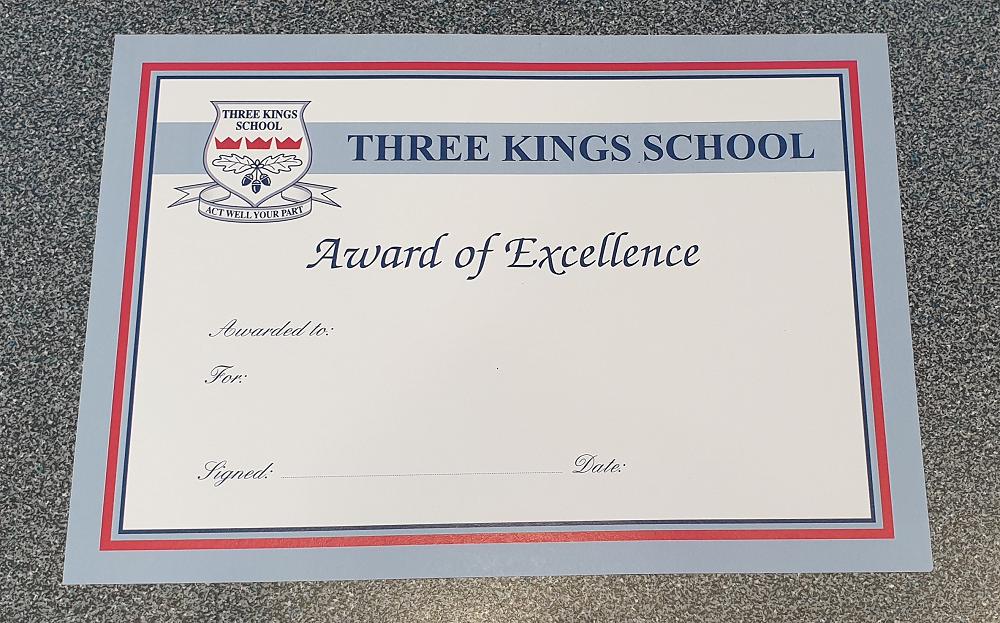 THREE KINGS
SCHOOL
ACT WELL YOUR PART
THREE KINGS SCHOOL
Award of Excellence
Awarded to:
For:
Signed: Date: